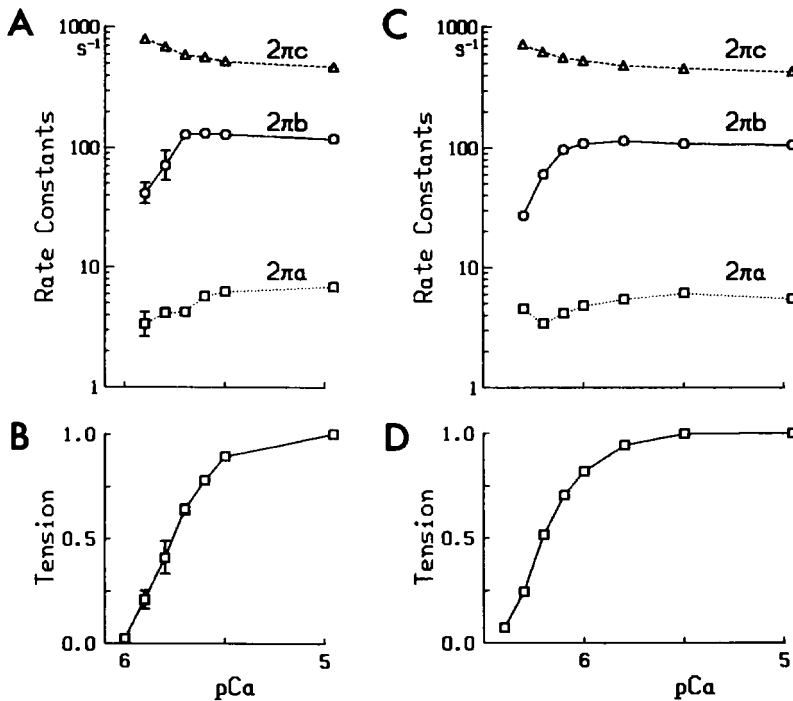 A
1000
s⁻¹
100
10
1
Rate Constants
2πc
2πb
2πa
C
1000
s⁻¹
100
10
1
Rate Constants
2πc
2πb
2πa
B
1.0
0.5
0.0
Tension
6
5
pCa
D
1.0
0.5
0.0
Tension
6
5
pCa